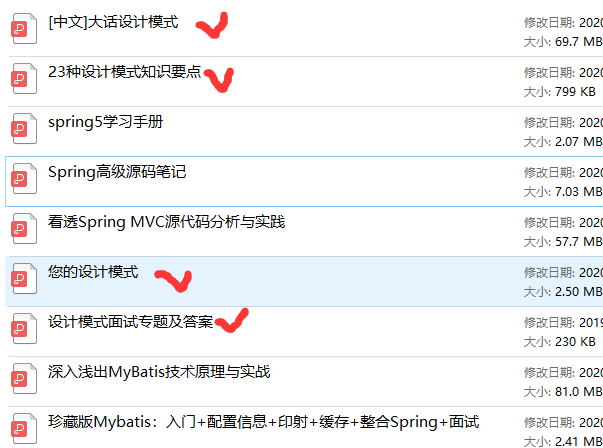 [中文]大话设计模式
修改日期: 2020
大小: 69.7 MB
23种设计模式知识要点
修改日期: 2020
大小: 799 KB
spring5学习手册
修改日期: 2020
大小: 2.07 MB
Spring高级源码笔记
修改日期: 2020
大小: 7.03 MB
看透Spring MVC源代码分析与实践
修改日期: 2020
大小: 57.7 MB
您的设计模式
修改日期: 2020
大小: 2.50 MB
设计模式面试专题及答案
修改日期: 2019
大小: 230 KB
深入浅出MyBatis技术原理与实战
修改日期: 2020
大小: 81.0 MB
珍藏版Mybatis：入门+配置信息+印射+缓存+整合Spring+面试
修改日期: 2020
大小: 2.41 MB